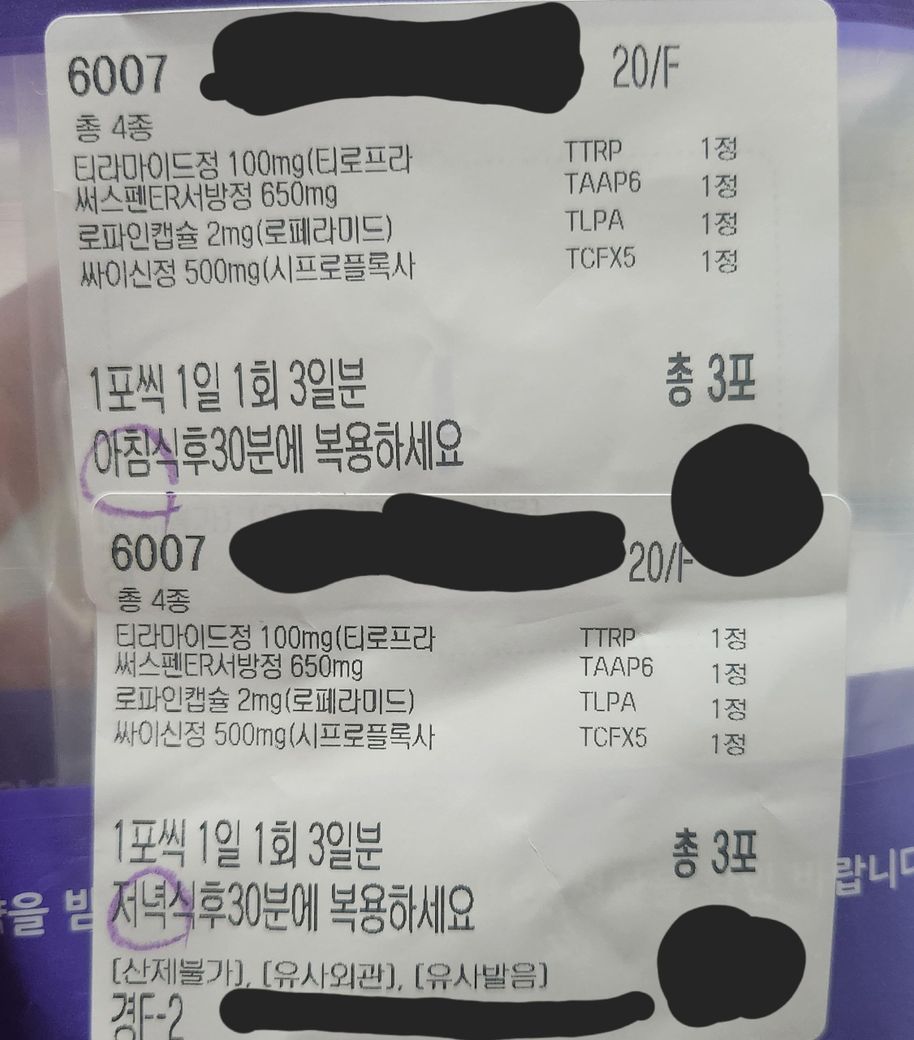 6007 20/F
총 4종
티라마이드정 100mg(티로프라 TTRP 1정
써스펜ER서방정 650mg TAAP6 1정
로파인캡슐 2mg(로페라미드) TLPA 1정
싸이신정 500mg(시프로플록사 TCFX5 1정
1포씩 1일 1회 3일분 총 3포
아침식후30분에 복용하세요
6007 20/F
총 4종
티라마이드정 100mg(티로프라 TTRP 1정
써스펜ER서방정 650mg TAAP6 1정
로파인캡슐 2mg(로페라미드) TLPA 1정
싸이신정 500mg(시프로플록사 TCFX5 1정
1포씩 1일 1회 3일분 총 3포
저녁식후30분에 복용하세요
[산제불가], [유사외관], [유사발음]
경F-2